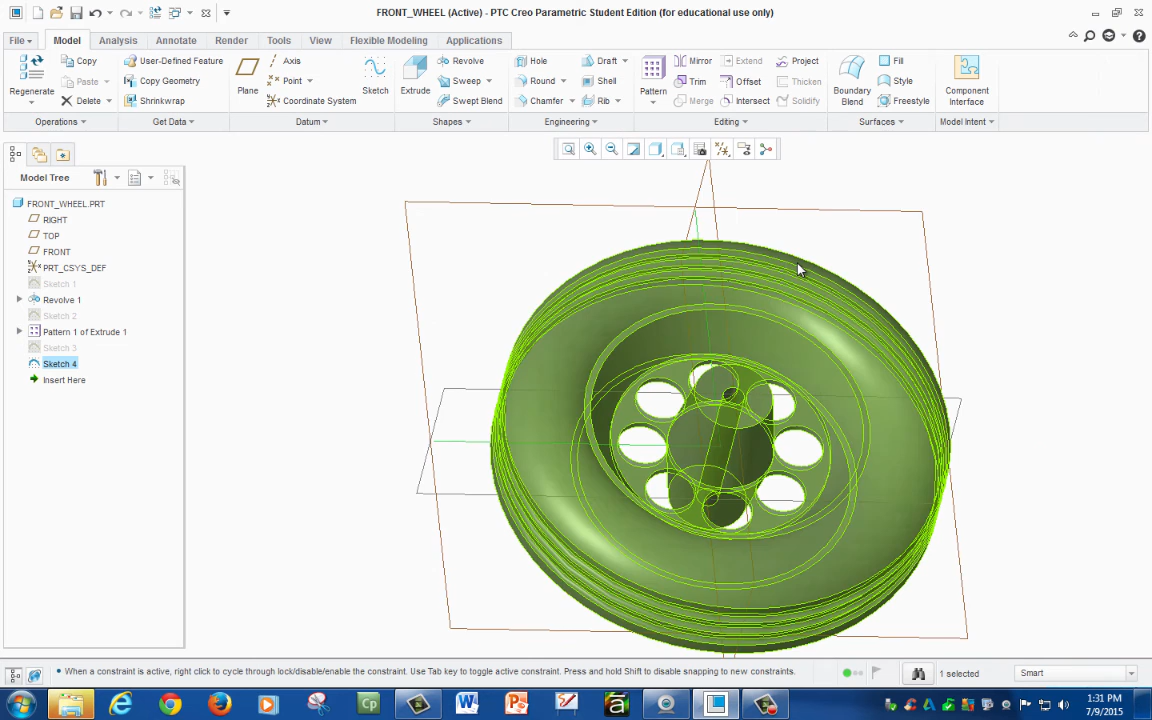 FRONT_WHEEL (Active) - PTC Creo Parametric Student Edition (for educational use only)
File Model Analysis Annotate Render Tools View Flexible Modeling Applications
Copy User-Defined Feature Axis Revolve Hole Draft Mirror Extend Project Fill
Regenerate Paste Copy Geometry Plane Point Sketch Extrude Sweep Round Shell Pattern Trim Offset Thicken Boundary Blend Style Component Interface
Delete Shrinkwrap Coordinate System Swept Blend Chamfer Rib Merge Intersect Solidify Freestyle
Operations Get Data Datum Shapes Engineering Editing Surfaces Model Intent
Model Tree
FRONT_WHEEL.PRT
RIGHT
TOP
FRONT
PRT_CSYS_DEF
Sketch 1
Revolve 1
Sketch 2
Pattern 1 of Extrude 1
Sketch 3
Sketch 4
Insert Here
• When a constraint is active, right click to cycle through lock/disable/enable the constraint. Use Tab key to toggle active constraint. Press and hold Shift to disable snapping to new constraints.
1 selected Smart
Cp
1:31 PM
7/9/2015